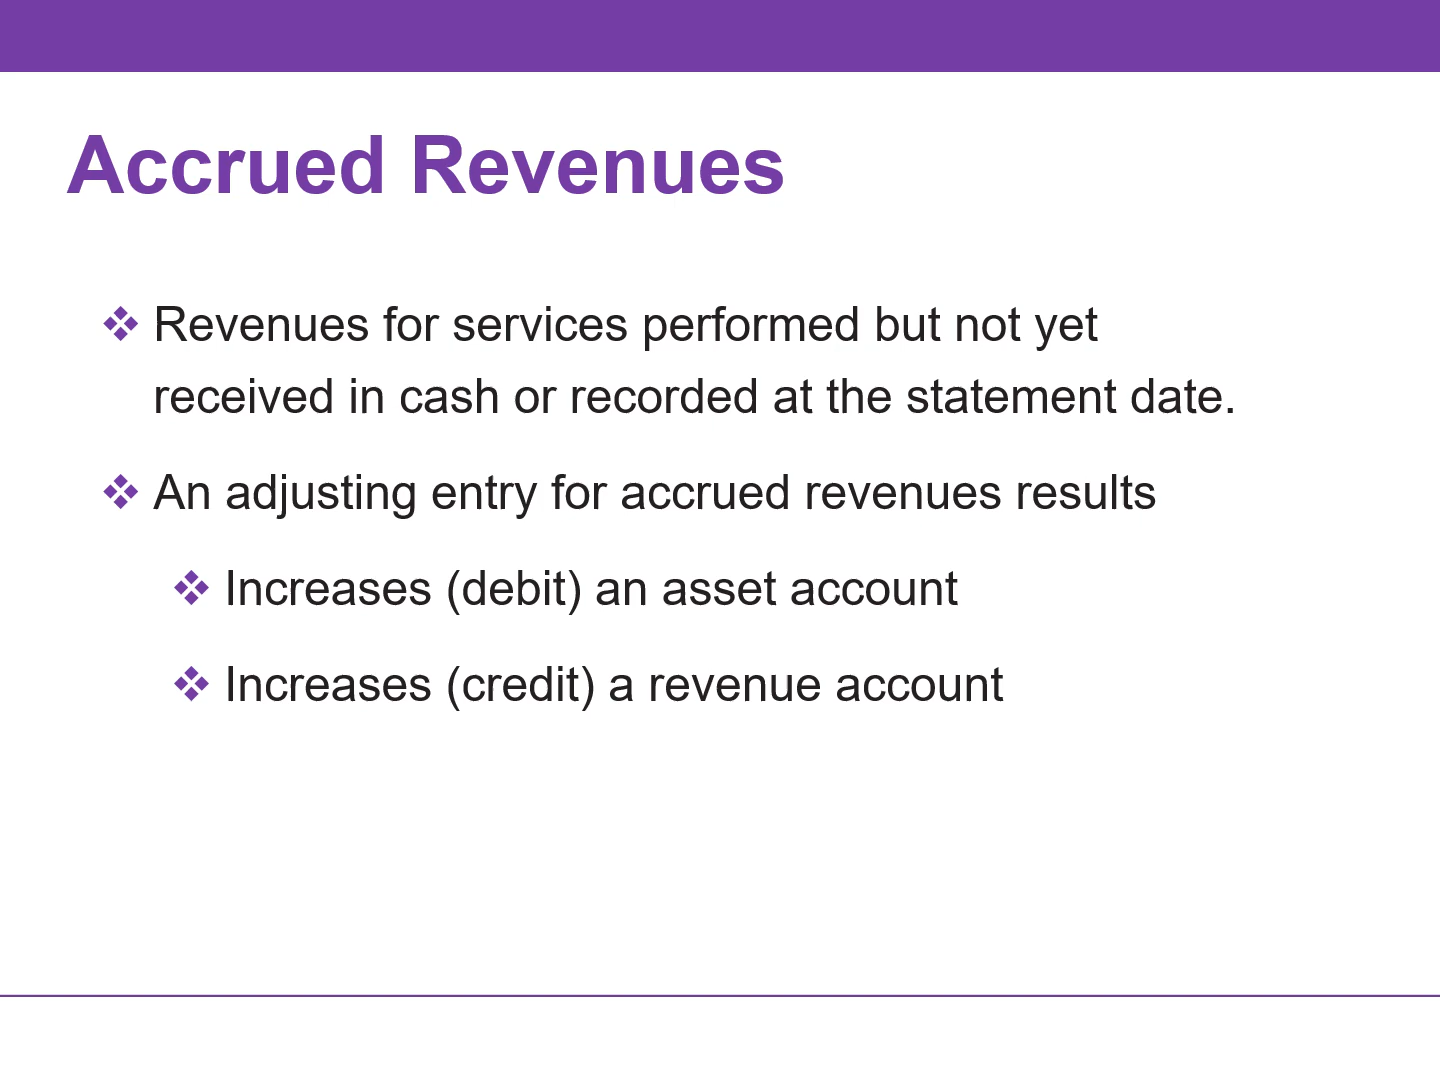 Accrued Revenues
❖ Revenues for services performed but not yet
received in cash or recorded at the statement date.
❖ An adjusting entry for accrued revenues results
❖ Increases (debit) an asset account
❖ Increases (credit) a revenue account